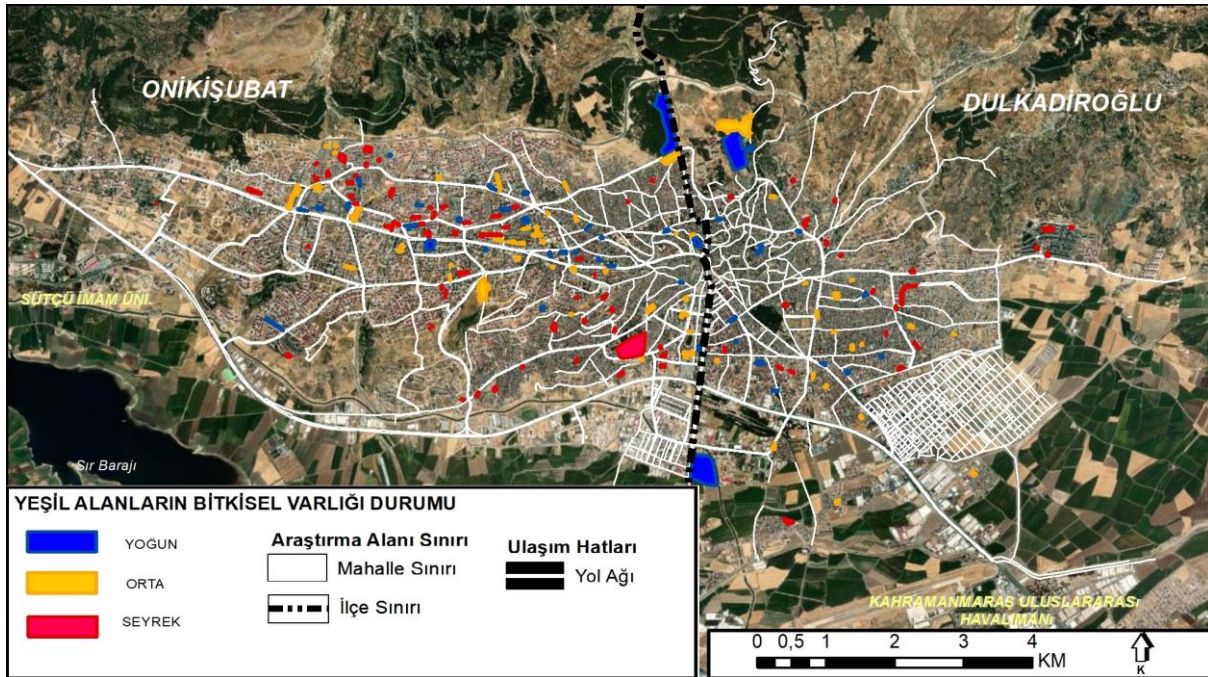 ONİKİŞUBAT
DULKADİROĞLU
SÜTÇÜ İMAM ÜNİ.
Sır Barajı
KAHRAMANMARAŞ ULUSLARARASI
HAVALİMANI
YEŞİL ALANLARIN BİTKİSEL VARLIĞI DURUMU
YOĞUN
ORTA
SEYREK
Araştırma Alanı Sınırı
Mahalle Sınırı
İlçe Sınırı
Ulaşım Hatları
Yol Ağı
0 0,5 1 2 3 4
KM
K